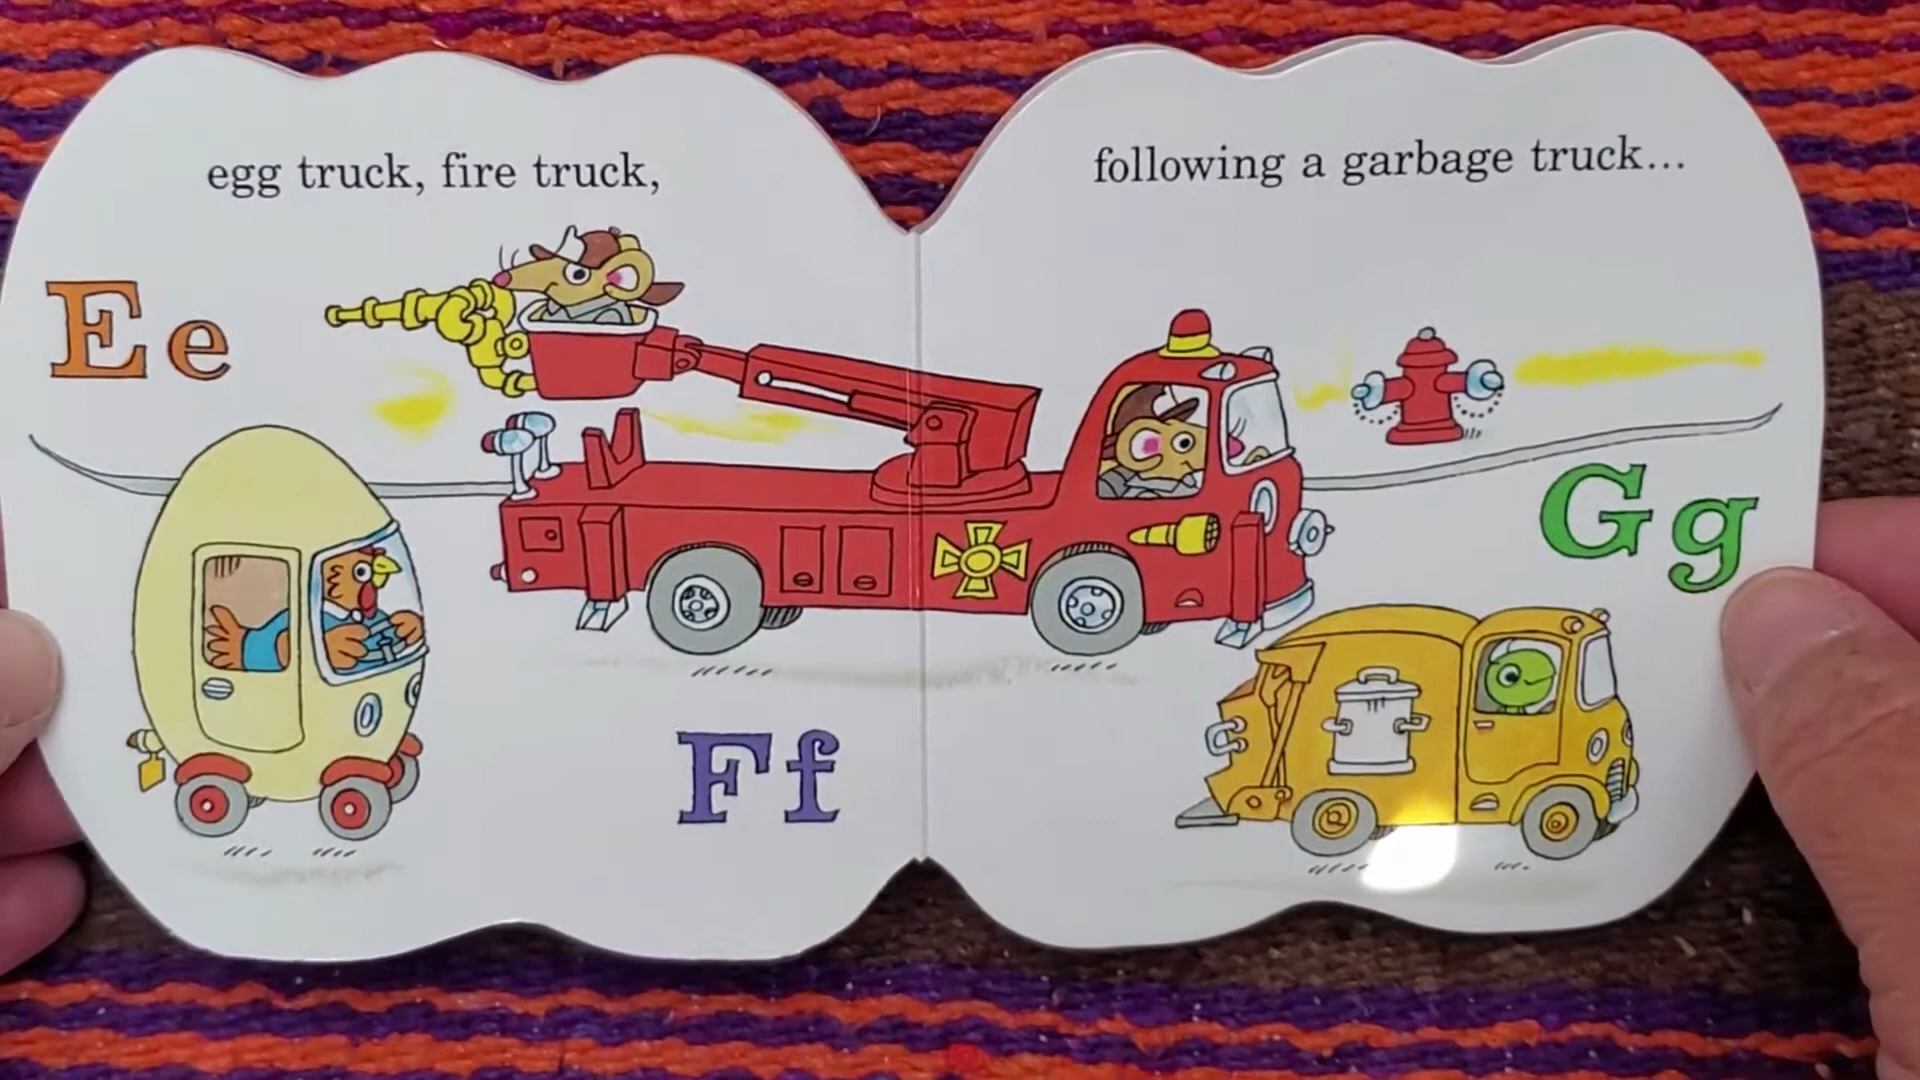 egg truck, fire truck,
E e
F f
following a garbage truck...
G g